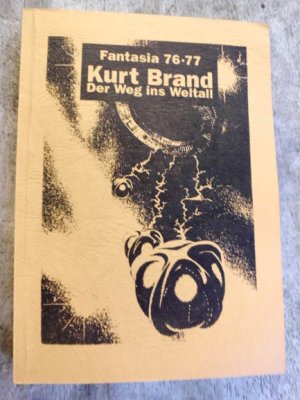 Fantasia 76-77
Kurt Brand
Der Weg ins Weltall